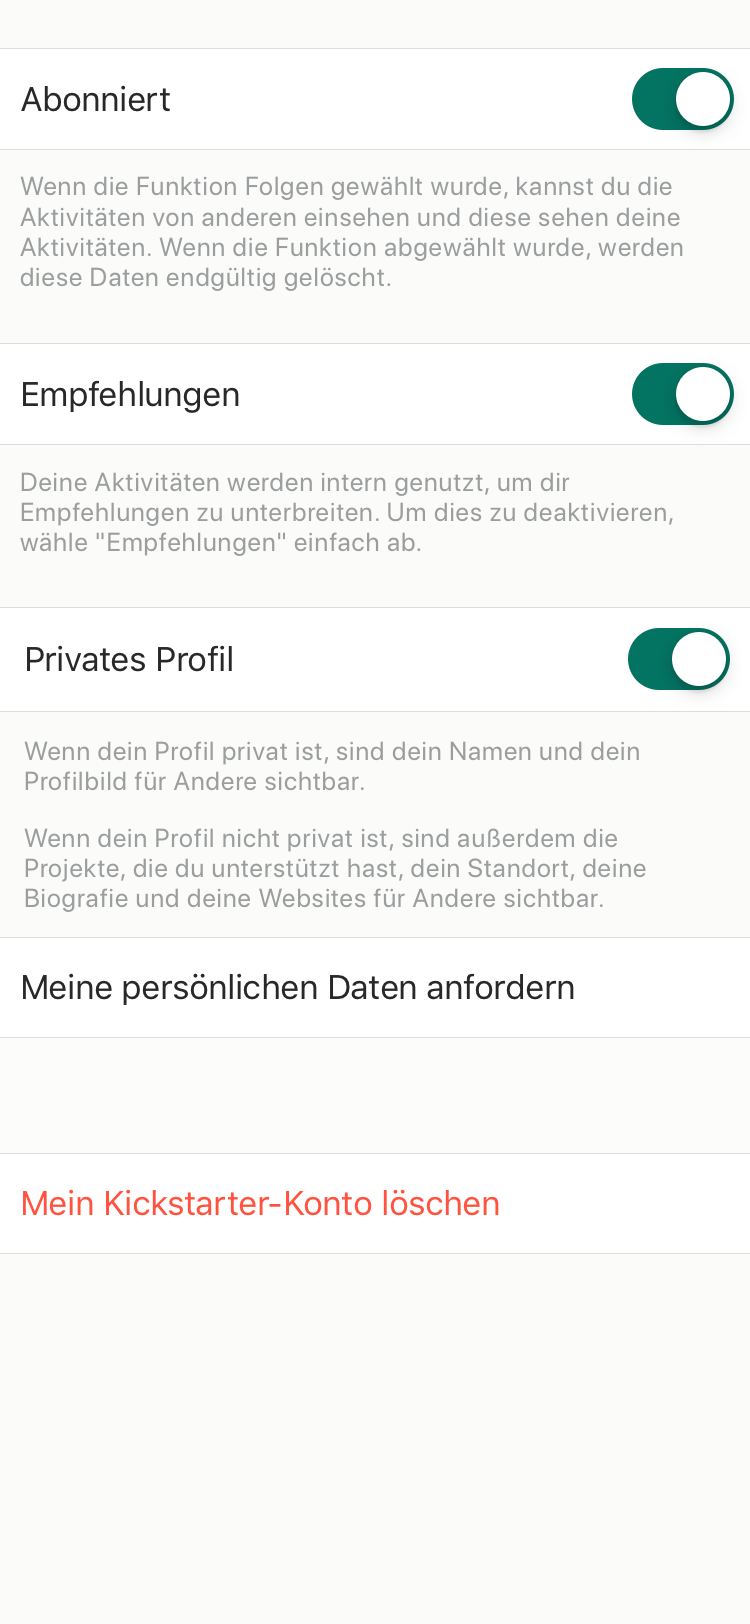 Abonniert
Wenn die Funktion Folgen gewählt wurde, kannst du die
Aktivitäten von anderen einsehen und diese sehen deine
Aktivitäten. Wenn die Funktion abgewählt wurde, werden
diese Daten endgültig gelöscht.
Empfehlungen
Deine Aktivitäten werden intern genutzt, um dir
Empfehlungen zu unterbreiten. Um dies zu deaktivieren,
wähle "Empfehlungen" einfach ab.
Privates Profil
Wenn dein Profil privat ist, sind dein Namen und dein
Profilbild für Andere sichtbar.
Wenn dein Profil nicht privat ist, sind außerdem die
Projekte, die du unterstützt hast, dein Standort, deine
Biografie und deine Websites für Andere sichtbar.
Meine persönlichen Daten anfordern
Mein Kickstarter-Konto löschen